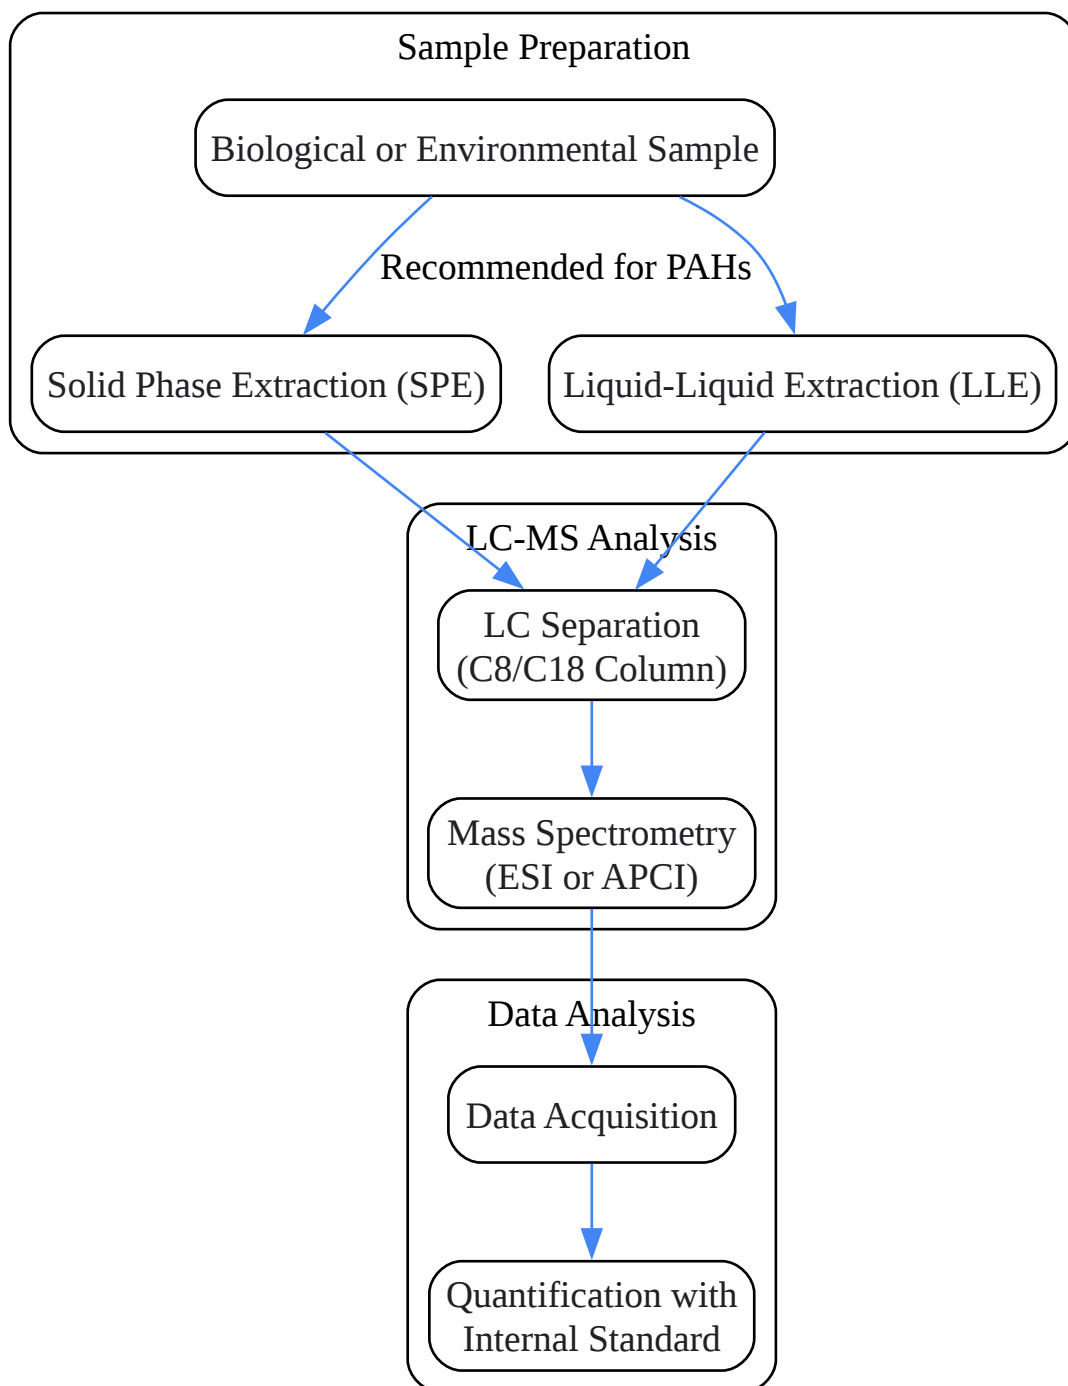 Sample Preparation
Biological or Environmental Sample
Recommended for PAHs
Solid Phase Extraction (SPE)
Liquid-Liquid Extraction (LLE)
LC-MS Analysis
LC Separation
(C8/C18 Column)
Mass Spectrometry
(ESI or APCI)
Data Analysis
Data Acquisition
Quantification with
Internal Standard